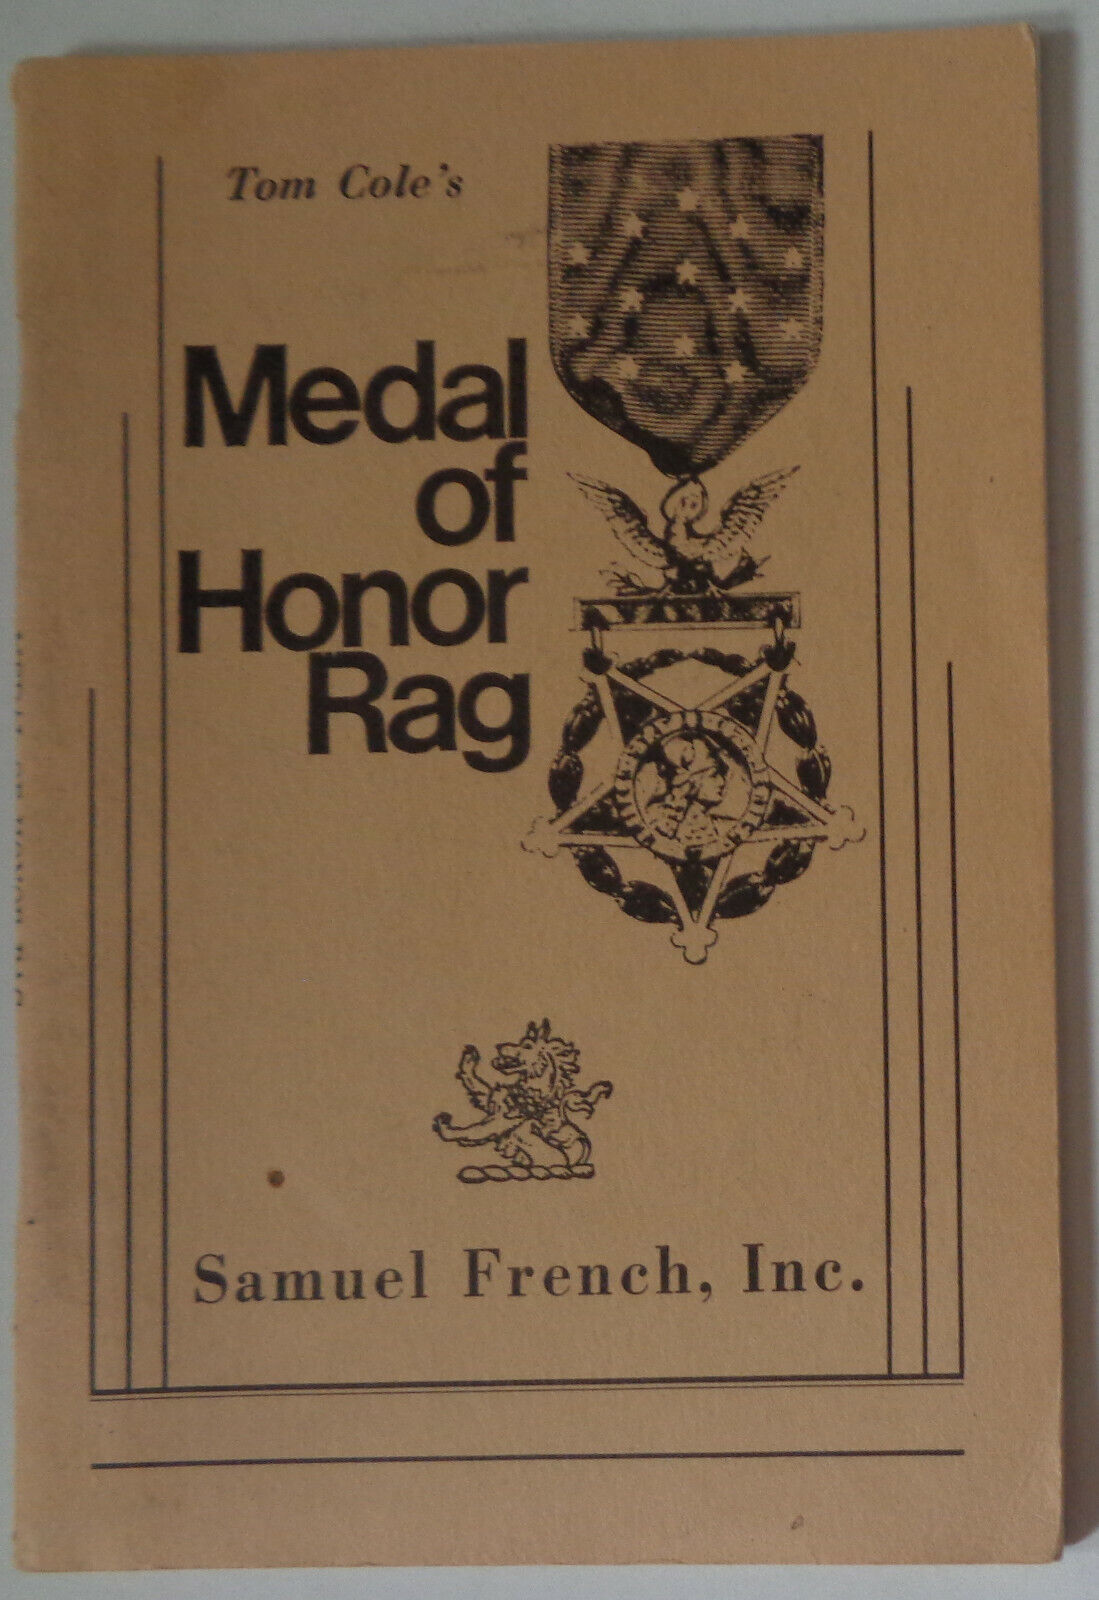 Tom Cole's
Medal
of
Honor
Rag
Samuel French, Inc.